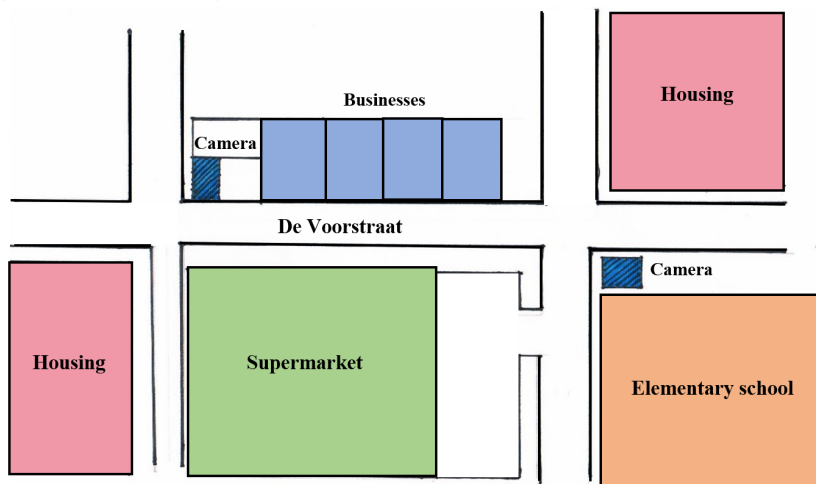 Businesses
Housing
Camera
De Voorstraat
Camera
Housing
Supermarket
Elementary school